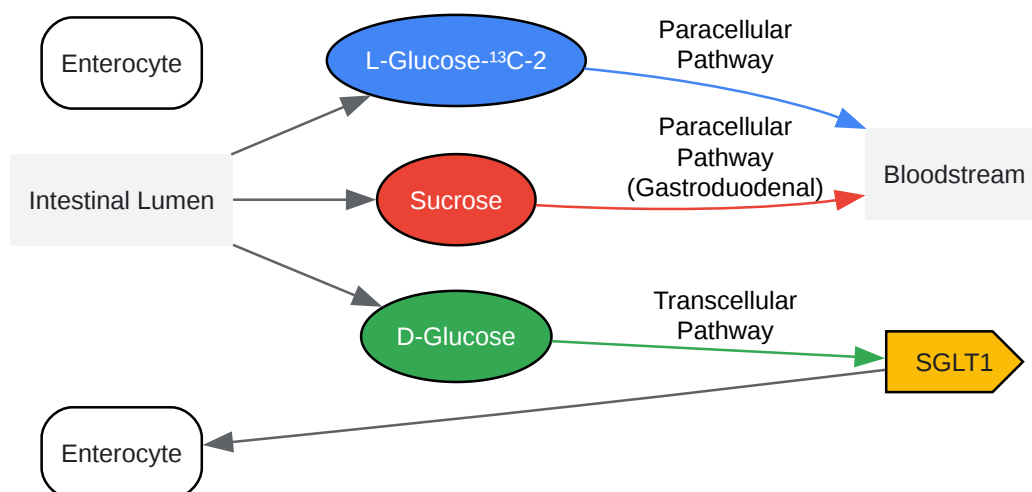 Enterocyte
L-Glucose-¹³C-2
Paracellular
Pathway
Intestinal Lumen
Sucrose
Paracellular
Pathway
(Gastroduodenal)
Bloodstream
D-Glucose
Transcellular
Pathway
SGLT1
Enterocyte